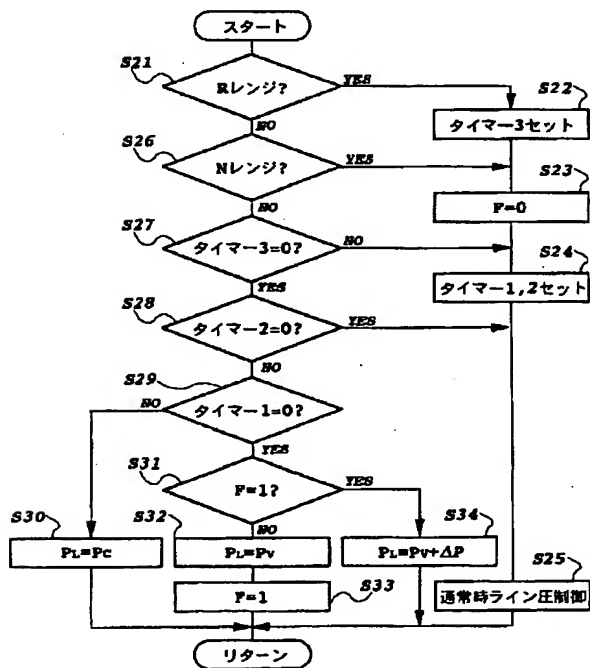 スタート
S21
Rレンジ?
YES
S22
タイマー3セット
NO
S26
Nレンジ?
YES
S23
F=0
NO
S27
タイマー3=0?
NO
S24
タイマー1,2セット
YES
S28
タイマー2=0?
YES
NO
S29
タイマー1=0?
NO
YES
S31
F=1?
YES
NO
S30
PL=PC
S32
PL=PV
S34
PL=PV+ΔP
S25
通常時ライン圧制御
F=1
S33
リターン